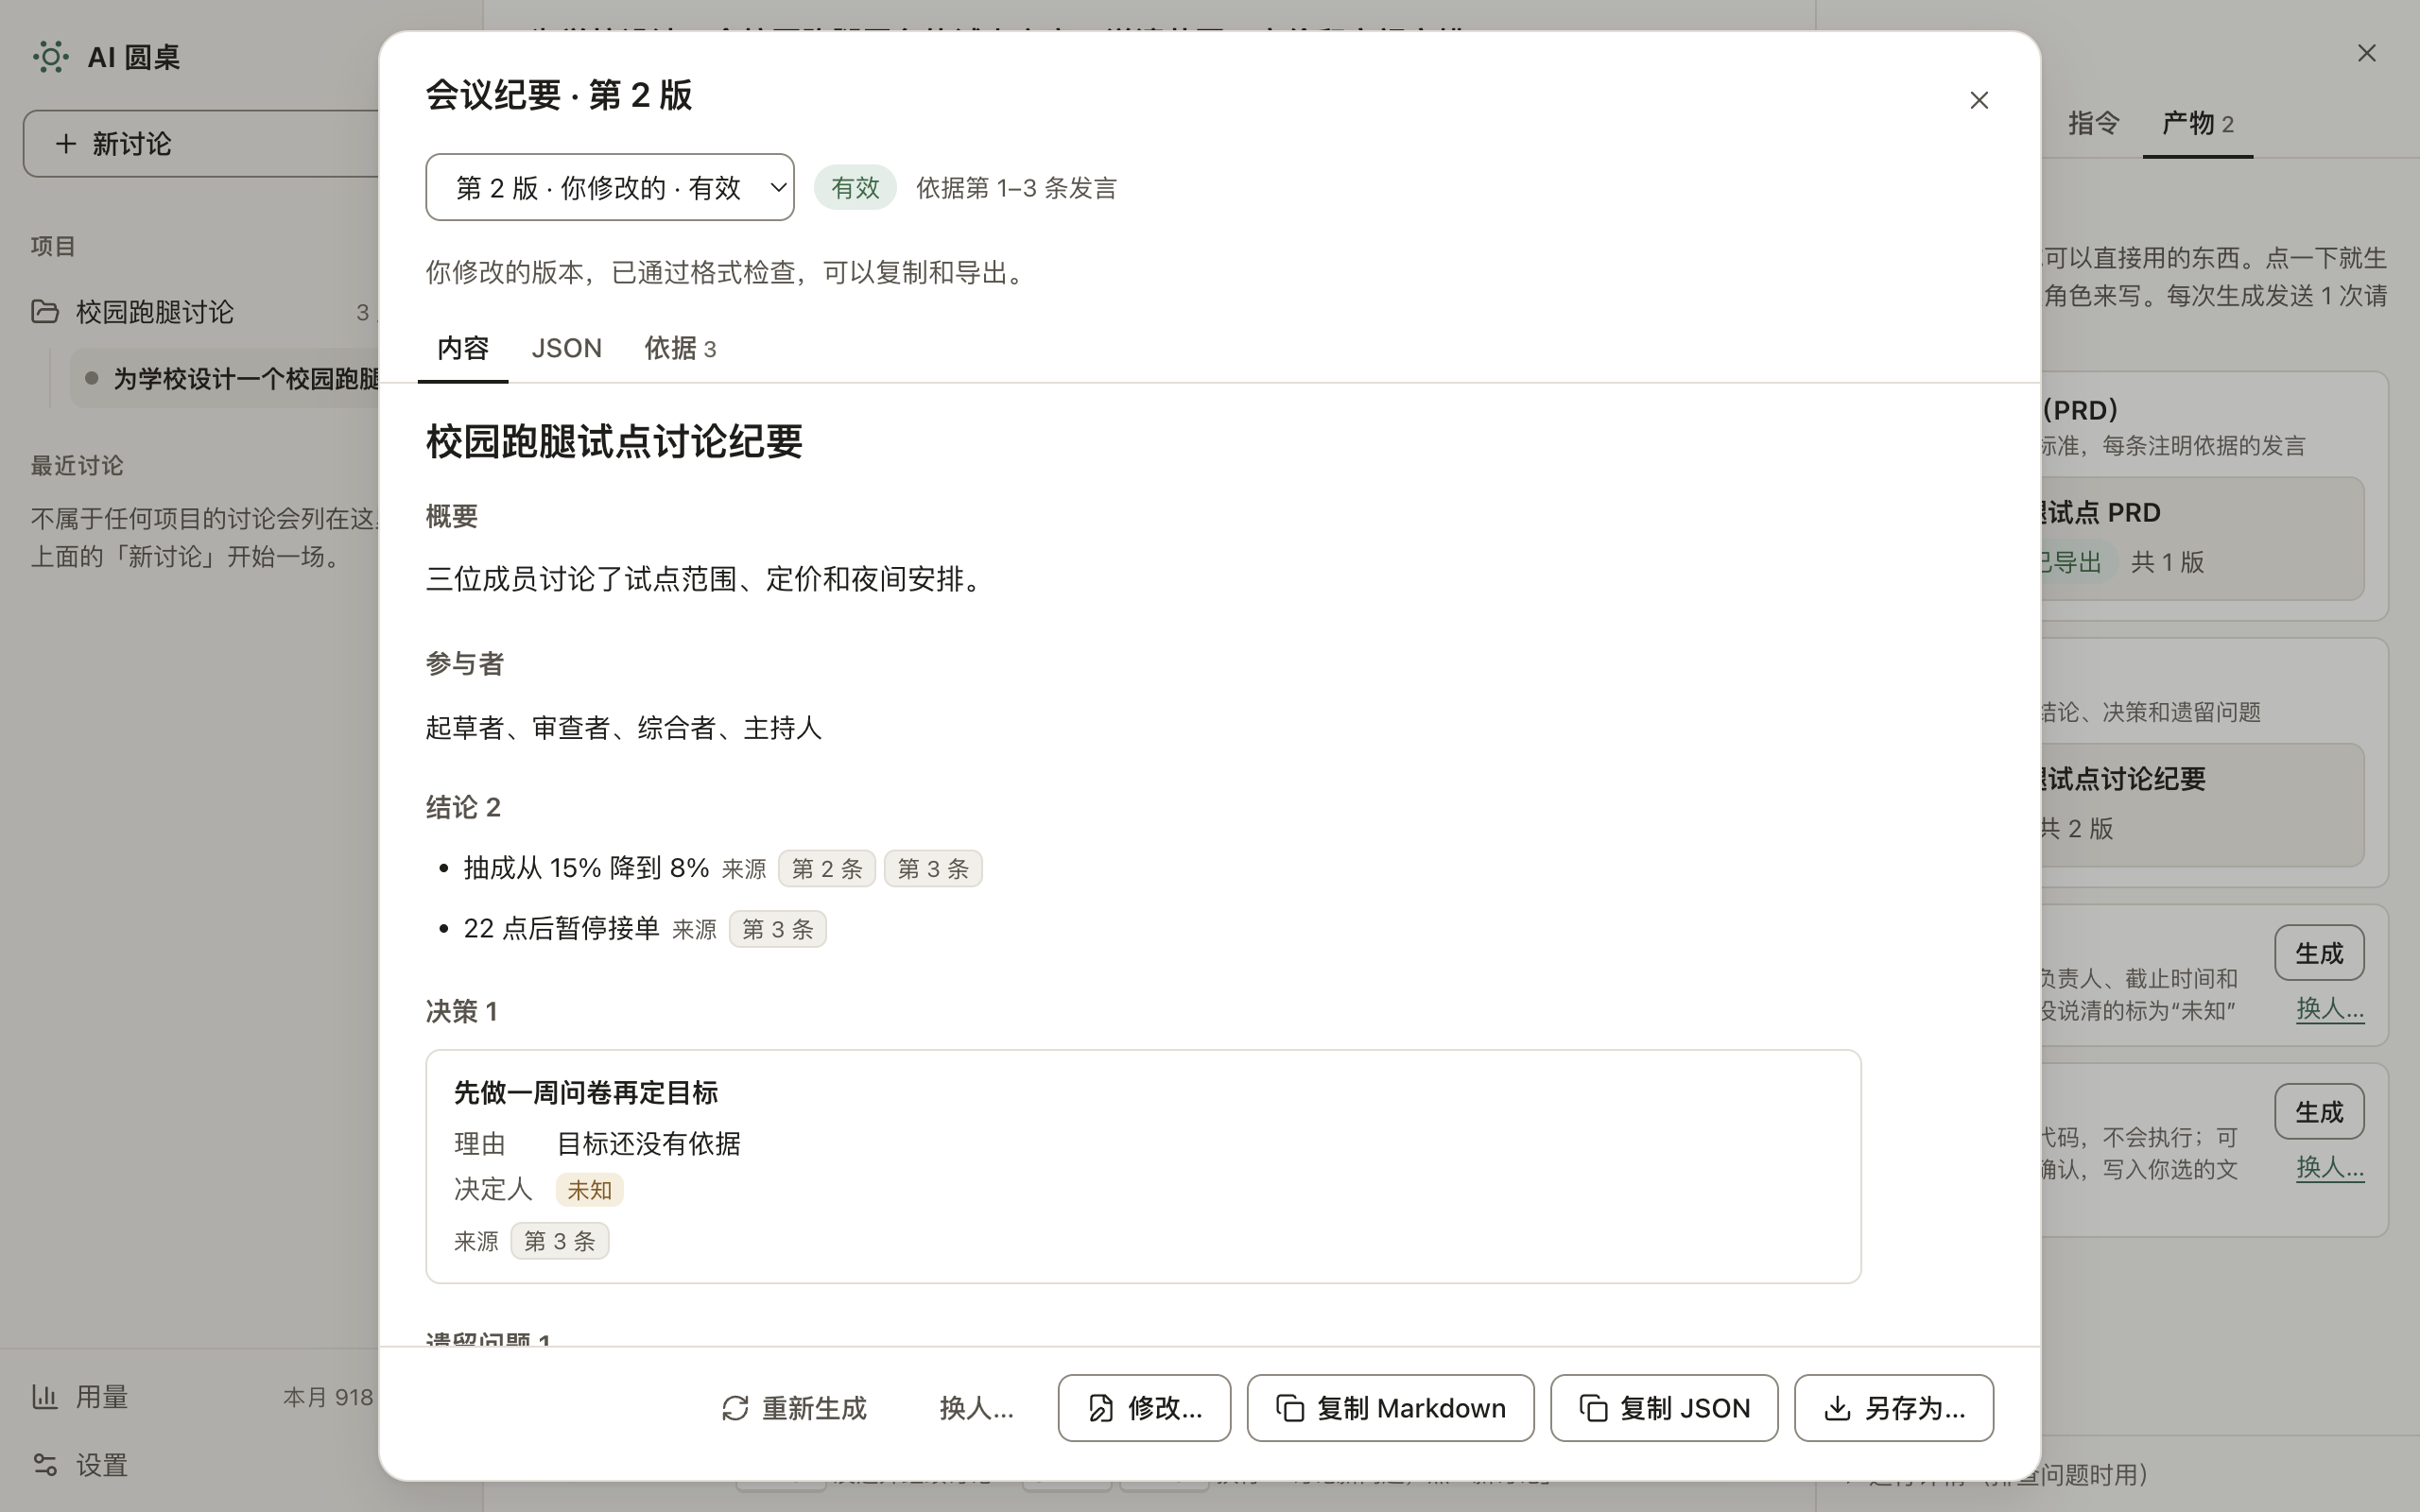 AI 圆桌
新讨论
项目
校园跑腿讨论 3
为学校设计一个校园跑腿
最近讨论
不属于任何项目的讨论会列在这
上面的「新讨论」开始一场。
用量 本月 918
设置
会议纪要 · 第 2 版
第 2 版 · 你修改的 · 有效 有效 依据第 1–3 条发言
你修改的版本，已通过格式检查，可以复制和导出。
内容 JSON 依据 3
校园跑腿试点讨论纪要
概要
三位成员讨论了试点范围、定价和夜间安排。
参与者
起草者、审查者、综合者、主持人
结论 2
• 抽成从 15% 降到 8% 来源 第 2 条 第 3 条
• 22 点后暂停接单 来源 第 3 条
决策 1
先做一周问卷再定目标
理由 目标还没有依据
决定人 未知
来源 第 3 条
遗留问题 1
重新生成 换人... 修改... 复制 Markdown 复制 JSON 另存为...
指令 产物 2
可以直接用的东西。点一下就生
角色来写。每次生成发送 1 次请
(PRD)
标准，每条注明依据的发言
试点 PRD
已导出 共 1 版
结论、决策和遗留问题
试点讨论纪要
共 2 版
生成
负责人、截止时间和
没说清的标为“未知”
换人...
生成
代码，不会执行；可
确认，写入你选的文
换人...
问题时用）